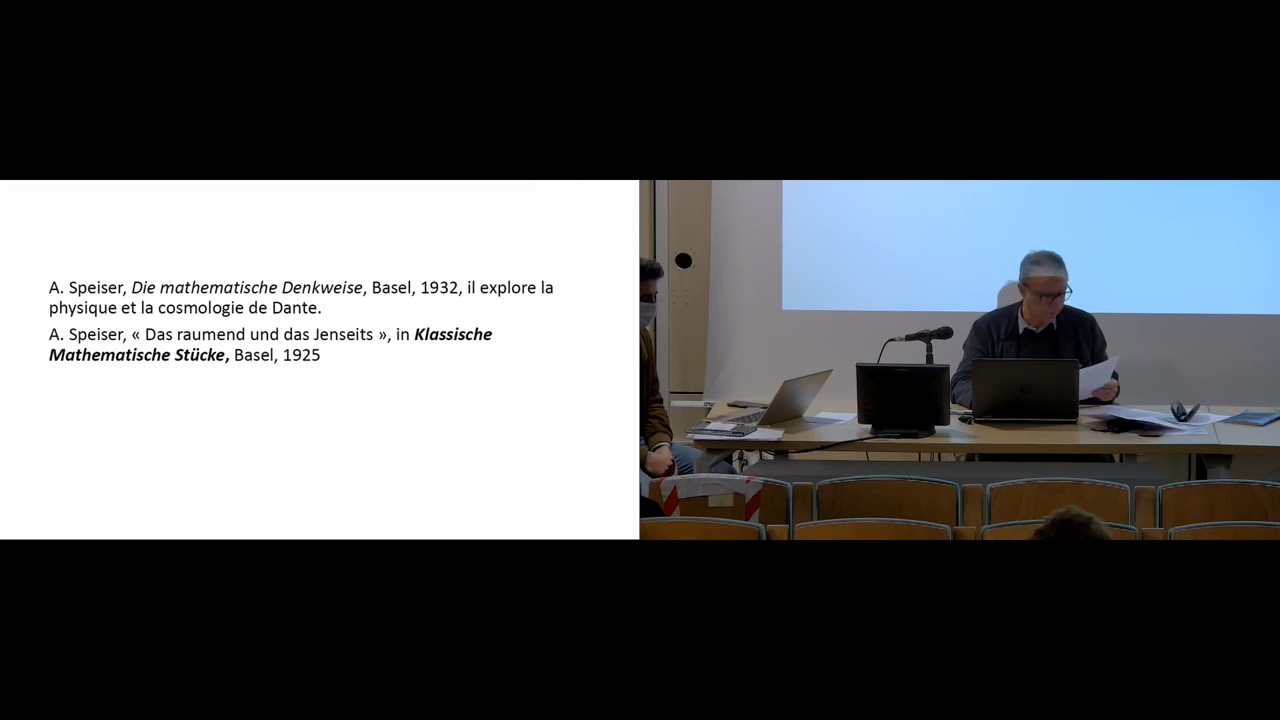 A. Speiser, Die mathematische Denkweise, Basel, 1932, il explore la
physique et la cosmologie de Dante.
A. Speiser, « Das raumend und das Jenseits », in Klassische
Mathematische Stücke, Basel, 1925